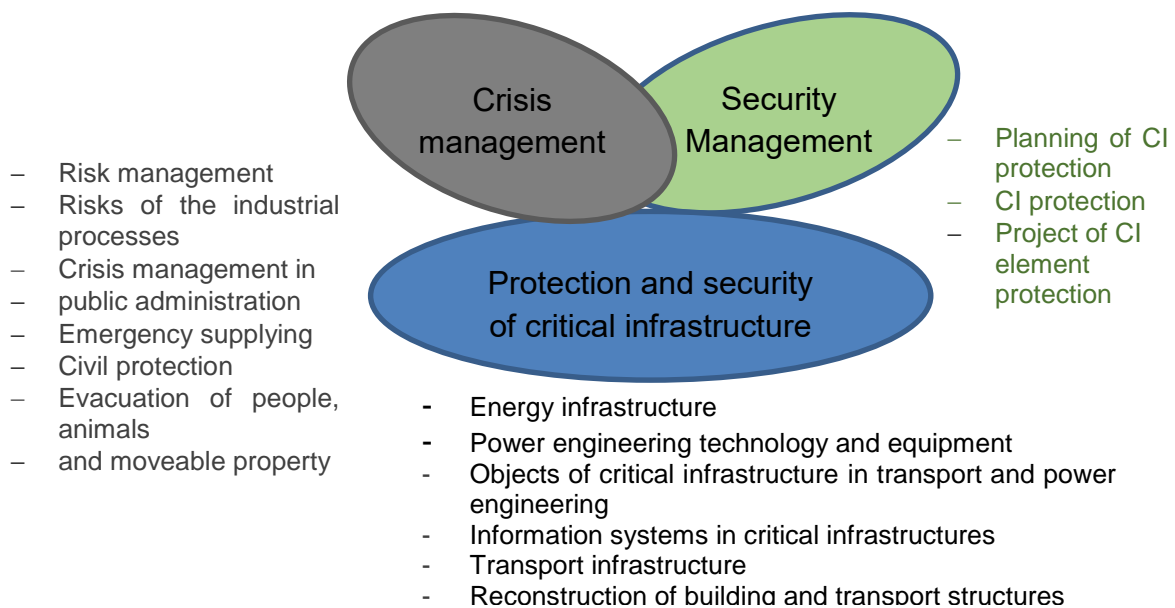 Crisis
management
Security
Management
Protection and security
of critical infrastructure
– Risk management
– Risks of the industrial
processes
– Crisis management in
– public administration
– Emergency supplying
– Civil protection
– Evacuation of people,
animals
– and moveable property
– Planning of CI
protection
– CI protection
– Project of CI
element
protection
- Energy infrastructure
- Power engineering technology and equipment
- Objects of critical infrastructure in transport and power
engineering
- Information systems in critical infrastructures
- Transport infrastructure
- Reconstruction of building and transport structures